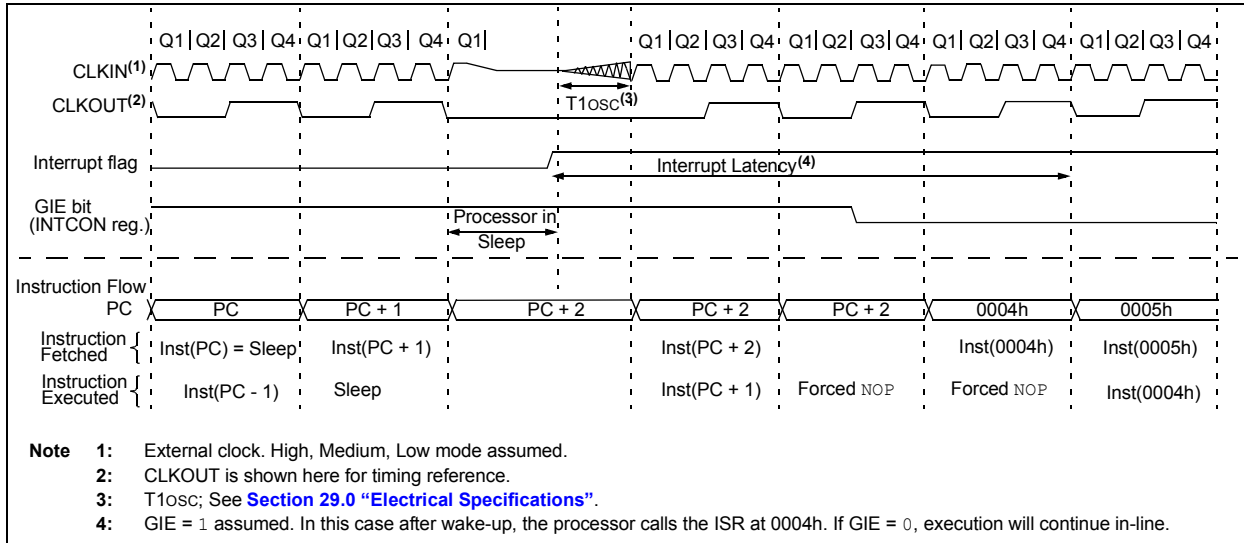 Q1| Q2| Q3| Q4 Q1| Q2| Q3| Q4 Q1| Q1| Q2| Q3| Q4 Q1| Q2| Q3| Q4 Q1| Q2| Q3| Q4 Q1| Q2| Q3| Q4
CLKIN(1)
CLKOUT(2)
T1OSC(3)
Interrupt flag
Interrupt Latency(4)
GIE bit
(INTCON reg.)
Processor in
Sleep
Instruction Flow
PC PC PC + 1 PC + 2 PC + 2 PC + 2 0004h 0005h
Instruction
Fetched { Inst(PC) = Sleep Inst(PC + 1) Inst(PC + 2) Inst(0004h) Inst(0005h)
Instruction
Executed { Inst(PC - 1) Sleep Inst(PC + 1) Forced NOP Forced NOP Inst(0004h)
Note 1: External clock. High, Medium, Low mode assumed.
2: CLKOUT is shown here for timing reference.
3: T1OSC; See Section 29.0 “Electrical Specifications”.
4: GIE = 1 assumed. In this case after wake-up, the processor calls the ISR at 0004h. If GIE = 0, execution will continue in-line.